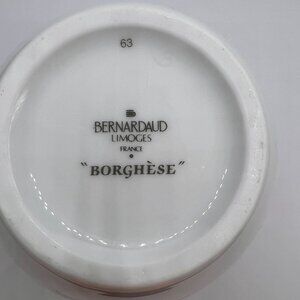 63
BERNARDAUD
LIMOGES
FRANCE
"BORGHÈSE"